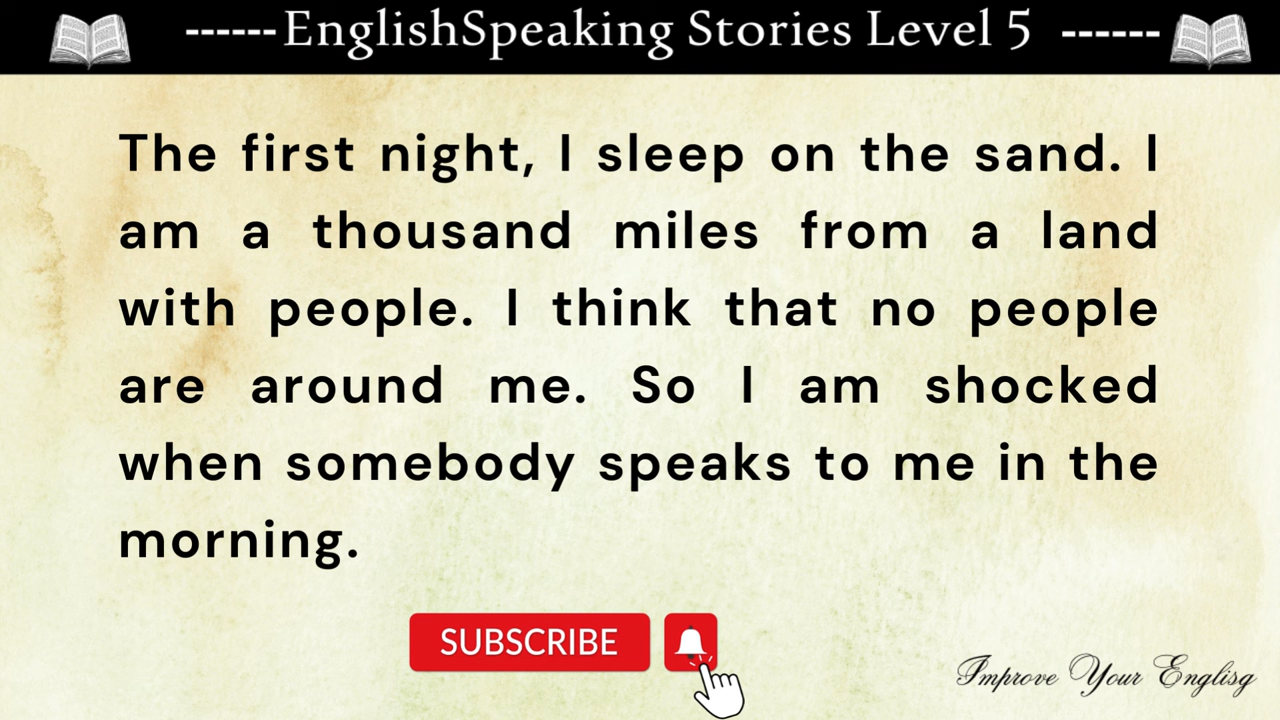 ------EnglishSpeaking Stories Level 5 ------
The first night, I sleep on the sand. I
am a thousand miles from a land
with people. I think that no people
are around me. So I am shocked
when somebody speaks to me in the
morning.
SUBSCRIBE
Improve Your Englisg